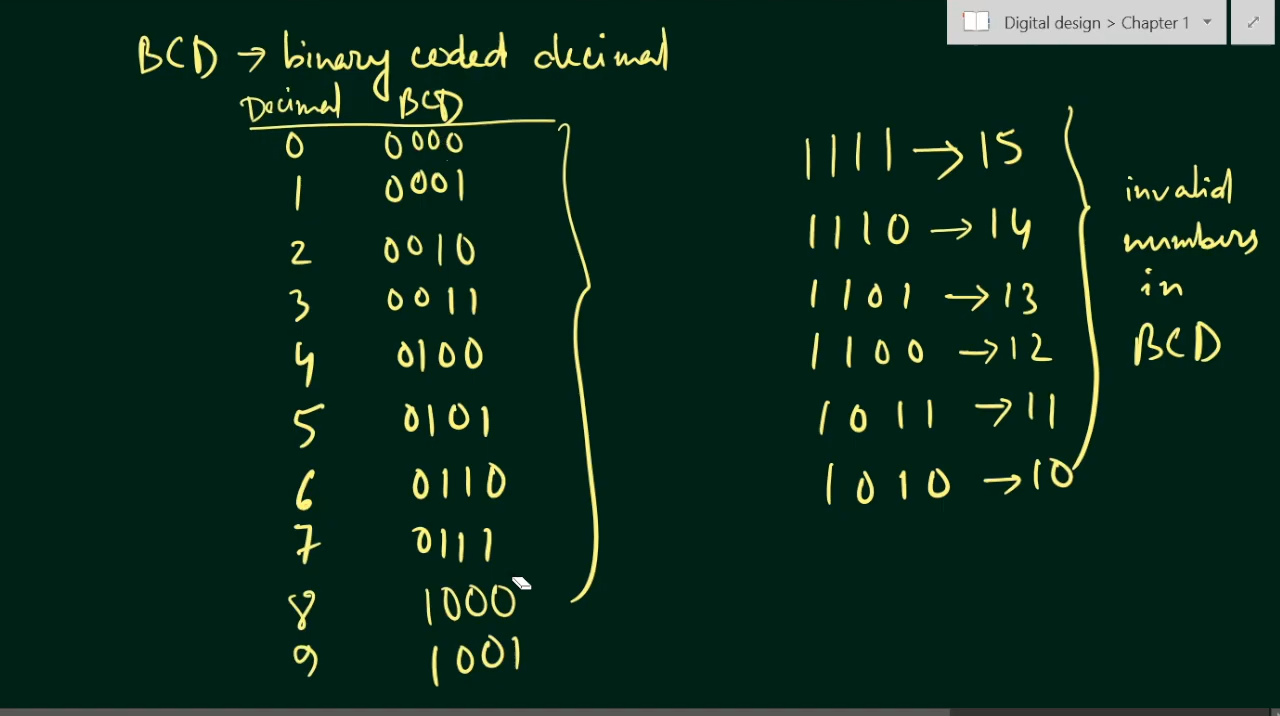 Digital design > Chapter 1
BCD → binary coded decimal
Decimal BCD
0 0000
1 0001
2 0010
3 0011
4 0100
5 0101
6 0110
7 0111
8 1000
9 1001
1111 → 15
1110 → 14
1101 → 13
1100 → 12
1011 → 11
1010 → 10
invalid
numbers
in
BCD